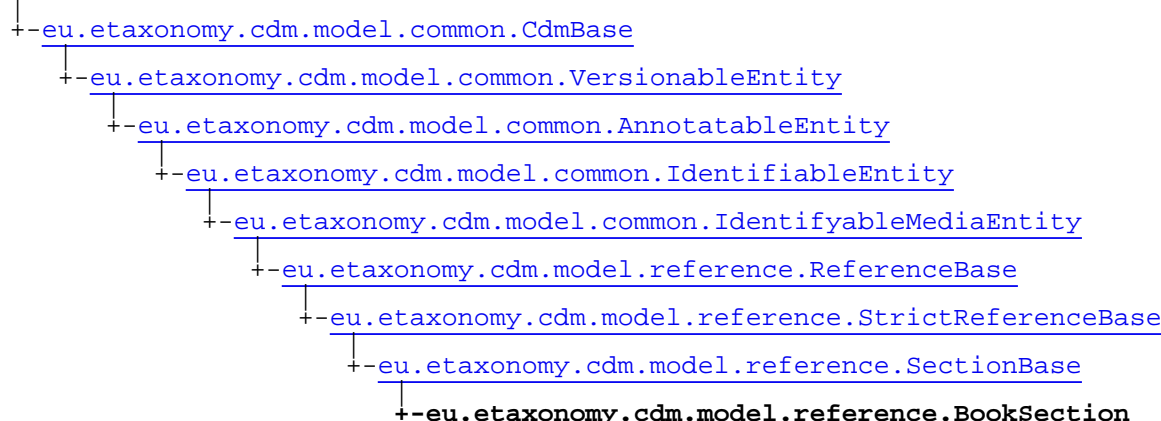 +-eu.etaxonomy.cdm.model.common.CdmBase
+-eu.etaxonomy.cdm.model.common.VersionableEntity
+-eu.etaxonomy.cdm.model.common.AnnotatableEntity
+-eu.etaxonomy.cdm.model.common.IdentifiableEntity
+-eu.etaxonomy.cdm.model.common.IdentifyableMediaEntity
+-eu.etaxonomy.cdm.model.reference.ReferenceBase
+-eu.etaxonomy.cdm.model.reference.StrictReferenceBase
+-eu.etaxonomy.cdm.model.reference.SectionBase
+-eu.etaxonomy.cdm.model.reference.BookSection